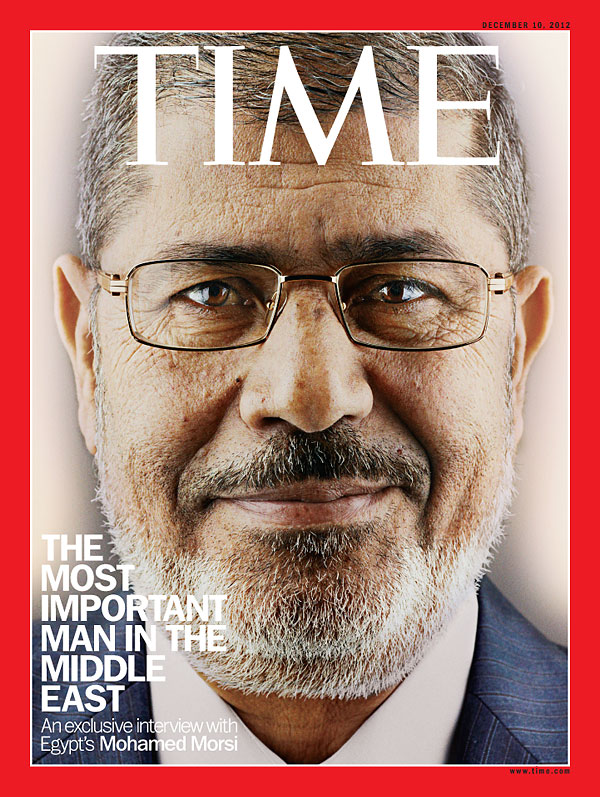 DECEMBER 10, 2012
TIME
THE
MOST
IMPORTANT
MAN IN THE
MIDDLE
EAST
An exclusive interview with
Egypt's Mohamed Morsi
www.time.com